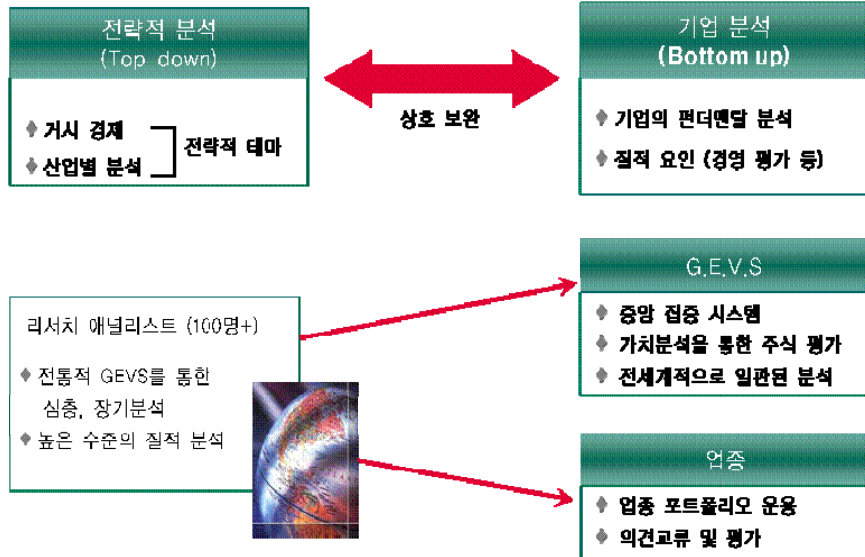 전략적 분석
(Top down)
◆ 거시 경제
◆ 산업별 분석
전략적 테마
상호 보완
기업 분석
(Bottom up)
◆ 기업의 펀더맨탈 분석
◆ 질적 요인 (경영 평가 등)
리서치 애널리스트 (100명+)
◆ 전통적 GEVS를 통한
심층, 장기분석
◆ 높은 수준의 질적 분석
G.E.V.S
◆ 중앙 집중 시스템
◆ 가치분석을 통한 주식 평가
◆ 전세계적으로 일관된 분석
업종
◆ 업종 포트폴리오 운용
◆ 의견교류 및 평가